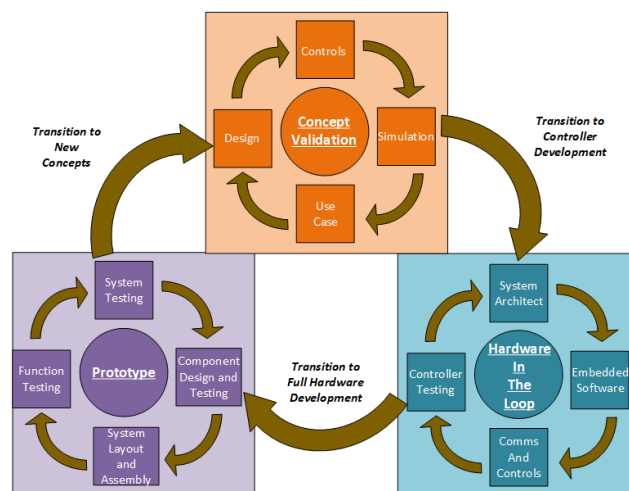 Controls
Transition to
New
Concepts
Design
Concept
Validation
Simulation
Transition to
Controller
Development
Use
Case
System
Testing
Function
Testing
Prototype
Component
Design and
Testing
System
Layout and
Assembly
Transition to
Full Hardware
Development
System
Architect
Controller
Testing
Hardware
In
The
Loop
Embedded
Software
Comms
And
Controls